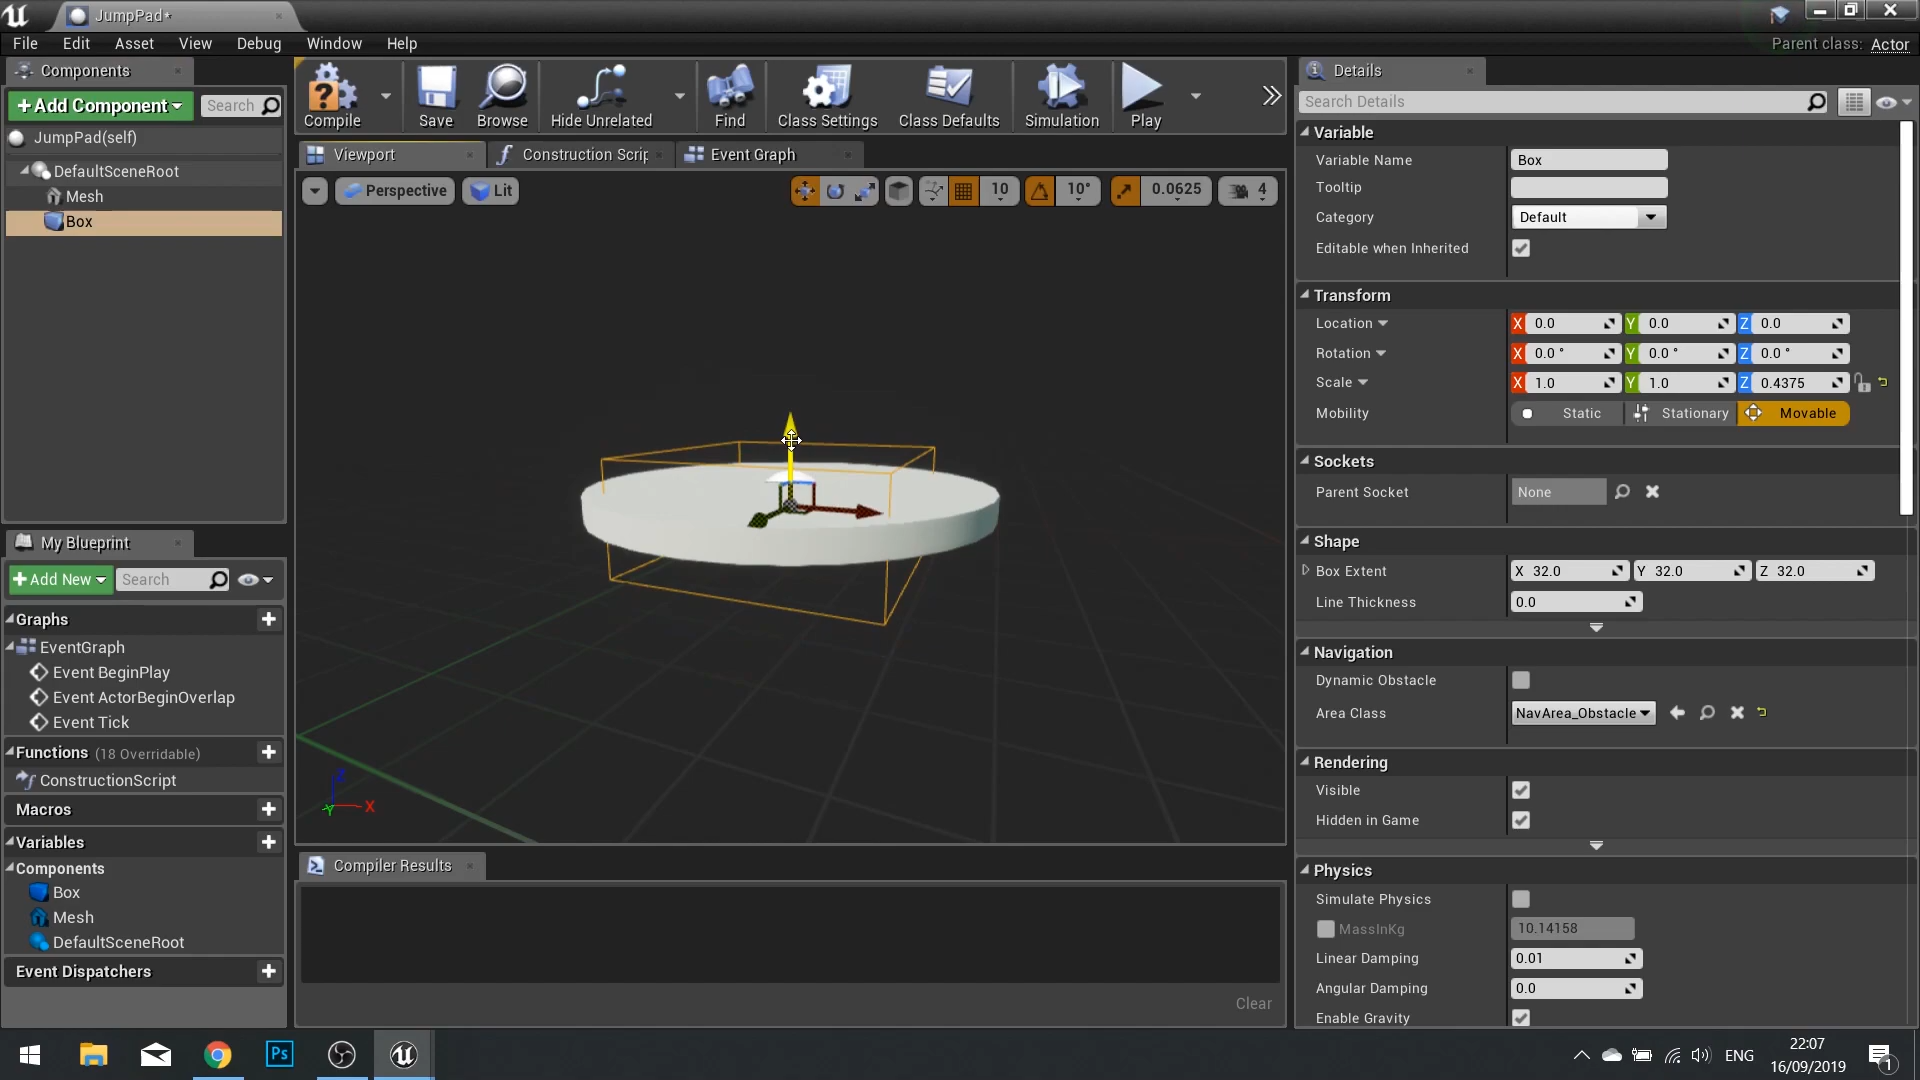 JumpPad*
File Edit Asset View Debug Window Help
Parent class: Actor
Components
+Add Component
Search
JumpPad(self)
DefaultSceneRoot
Mesh
Box
My Blueprint
+Add New
Search
Graphs
EventGraph
Event BeginPlay
Event ActorBeginOverlap
Event Tick
Functions (18 Overridable)
ConstructionScript
Macros
Variables
Components
Box
Mesh
DefaultSceneRoot
Event Dispatchers
Compile Save Browse Hide Unrelated Find Class Settings Class Defaults Simulation Play
Viewport Construction Scrip Event Graph
Perspective Lit 10 10° 0.0625 4
Z
Y X
Compiler Results
Clear
Details
Search Details
Variable
Variable Name Box
Tooltip
Category Default
Editable when Inherited
Transform
Location X 0.0 Y 0.0 Z 0.0
Rotation X 0.0 ° Y 0.0 ° Z 0.0 °
Scale X 1.0 Y 1.0 Z 0.4375
Mobility Static Stationary Movable
Sockets
Parent Socket None
Shape
Box Extent X 32.0 Y 32.0 Z 32.0
Line Thickness 0.0
Navigation
Dynamic Obstacle
Area Class NavArea_Obstacle
Rendering
Visible
Hidden in Game
Physics
Simulate Physics
MassInKg 10.14158
Linear Damping 0.01
Angular Damping 0.0
Enable Gravity
Ps
ENG
22:07
16/09/2019
1